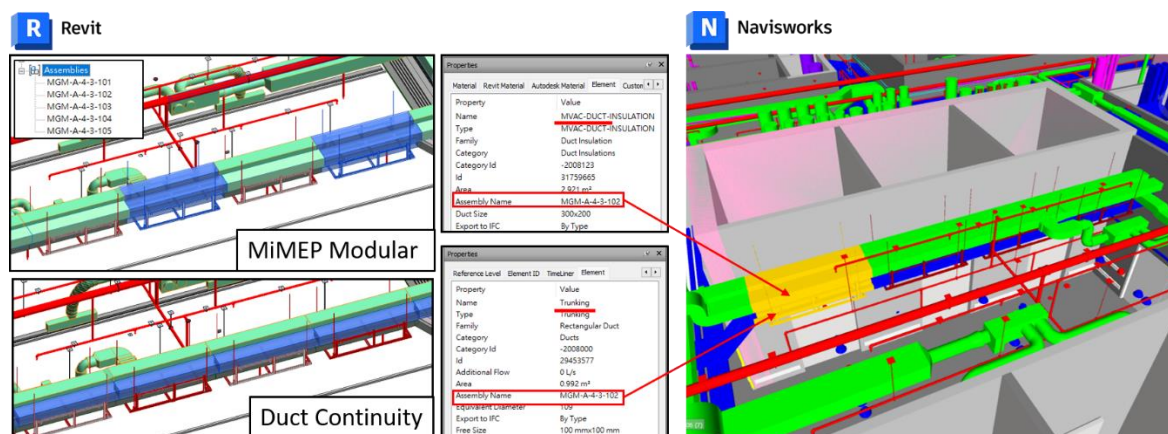 R Revit
Assemblies
MGM-A-4-3-101
MGM-A-4-3-102
MGM-A-4-3-103
MGM-A-4-3-104
MGM-A-4-3-105
MiMEP Modular
Duct Continuity
Properties
Material Revit Material Autodesk Material Element Custom
Property Value
Name MVAC-DUCT-INSULATION
Type MVAC-DUCT-INSULATION
Family Duct Insulation
Category Duct Insulations
Category Id -2008123
Id 31759665
Area 2.921 m²
Assembly Name MGM-A-4-3-102
Duct Size 300x200
Export to IFC By Type
Properties
Reference Level Element ID TimeLiner Element
Property Value
Name Trunking
Type Trunking
Family Rectangular Duct
Category Ducts
Category Id -2008000
Id 29453577
Additional Flow 0 L/s
Area 0.992 m²
Assembly Name MGM-A-4-3-102
Equivalent Diameter 109
Export to IFC By Type
Free Size 100 mmx100 mm
N Navisworks